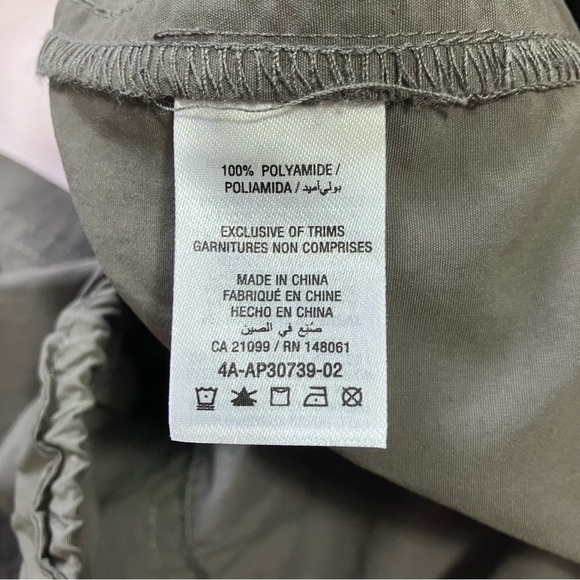 100% POLYAMIDE /
POLIAMIDA / بولي أميد
EXCLUSIVE OF TRIMS
GARNITURES NON COMPRISES
MADE IN CHINA
FABRIQUÉ EN CHINE
HECHO EN CHINA
صُنِع في الصين
CA 21099 / RN 148061
4A-AP30739-02